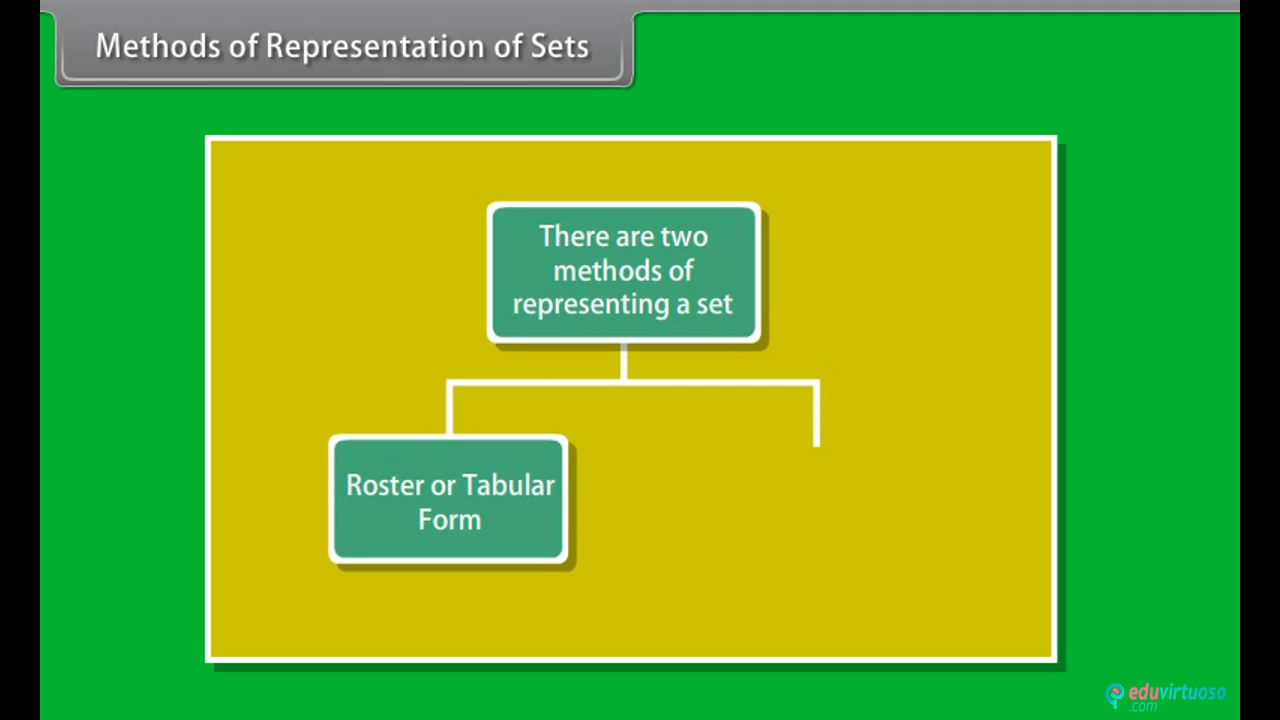 Methods of Representation of Sets
There are two
methods of
representing a set
Roster or Tabular
Form
eduvirtuoso
.com